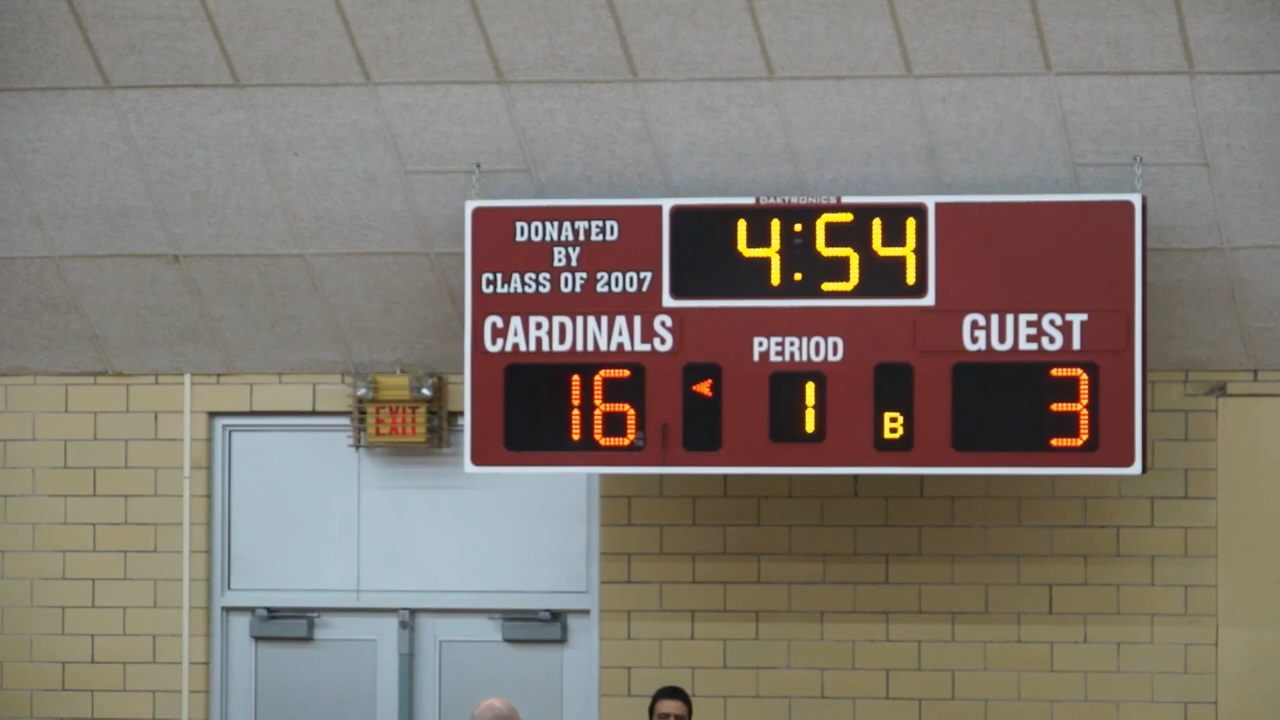 DAKTRONICS
DONATED
BY
CLASS OF 2007
4:54
CARDINALS
PERIOD
GUEST
16
1
B
3
EXIT